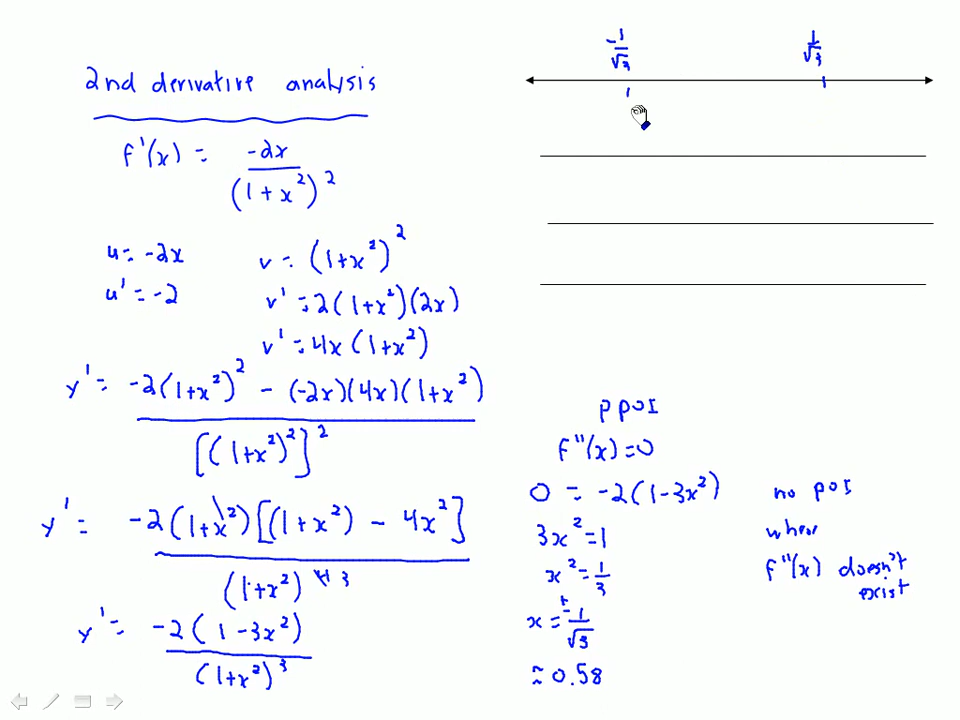 2nd derivative analysis
f'(x) = -2x / (1+x²)²
u = -2x
u' = -2
v = (1+x²)²
v' = 2(1+x²)(2x)
v' = 4x(1+x²)
y' = -2(1+x²)² - (-2x)(4x)(1+x²) / [(1+x²)²]²
y' = -2(1+x²)[(1+x²) - 4x²] / (1+x²)⁴ 3
y' = -2(1-3x²) / (1+x²)³
-1/√3
1/√3
PPOI
f"(x)=0
0 = -2(1-3x²)
3x²=1
x²=1/3
x = ±1/√3
≈0.58
no POI
where
f"(x) doesn't
exist